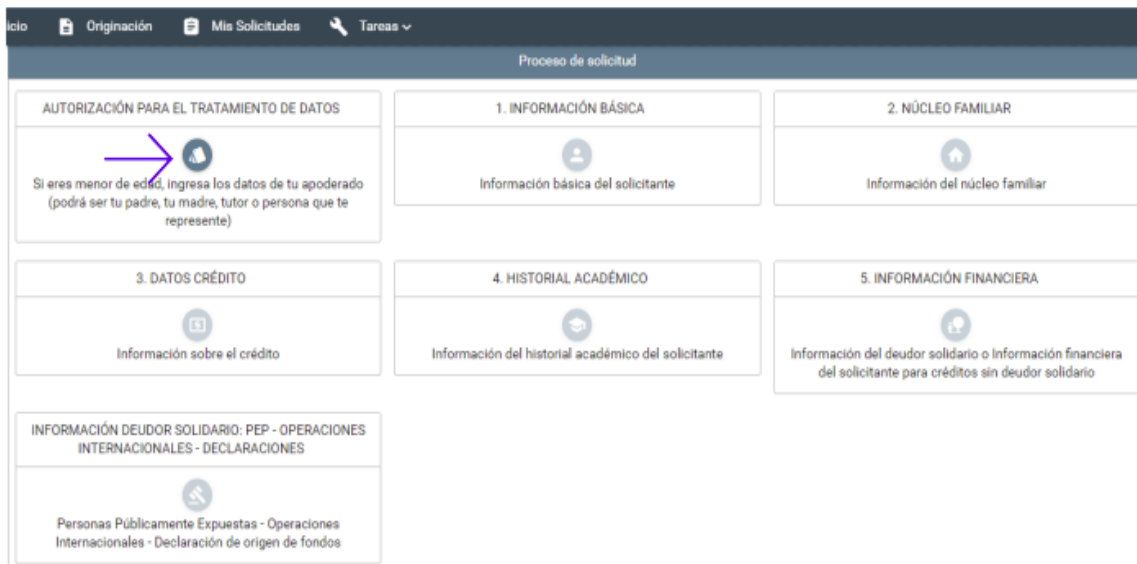 icio Originación Mis Solicitudes Tareas
Proceso de solicitud
AUTORIZACIÓN PARA EL TRATAMIENTO DE DATOS
Si eres menor de edad, ingresa los datos de tu apoderado
(podrá ser tu padre, tu madre, tutor o persona que te
represente)
1. INFORMACIÓN BÁSICA
Información básica del solicitante
2. NÚCLEO FAMILIAR
Información del núcleo familiar
3. DATOS CRÉDITO
Información sobre el crédito
4. HISTORIAL ACADÉMICO
Información del historial académico del solicitante
5. INFORMACIÓN FINANCIERA
Información del deudor solidario o Información financiera
del solicitante para créditos sin deudor solidario
INFORMACIÓN DEUDOR SOLIDARIO: PEP - OPERACIONES
INTERNACIONALES - DECLARACIONES
Personas Públicamente Expuestas - Operaciones
Internacionales - Declaración de origen de fondos